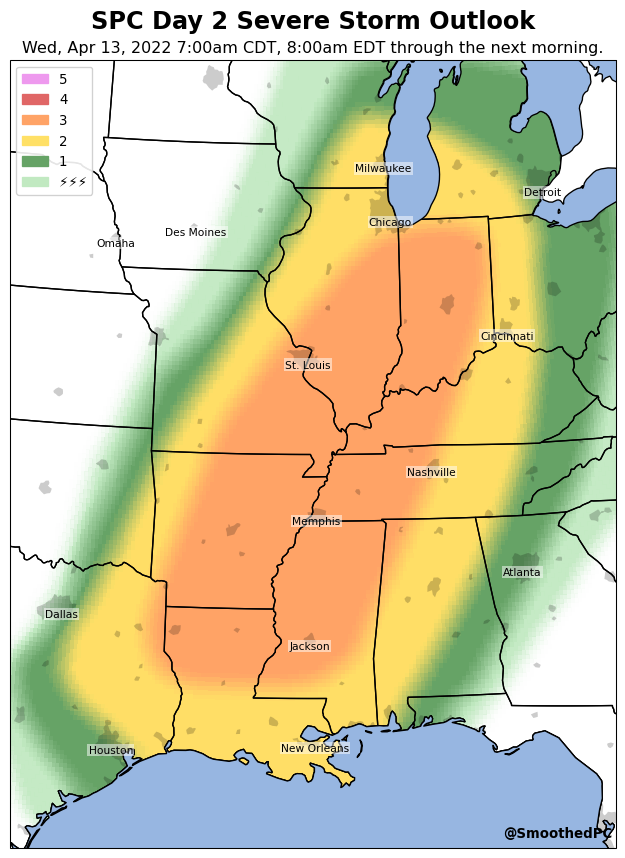 SPC Day 2 Severe Storm Outlook
Wed, Apr 13, 2022 7:00am CDT, 8:00am EDT through the next morning.
5
4
3
2
1
⚡⚡⚡
Milwaukee
Detroit
Chicago
Des Moines
Omaha
Cincinnati
St. Louis
Nashville
Memphis
Atlanta
Dallas
Jackson
Houston
New Orleans
@SmoothedPC